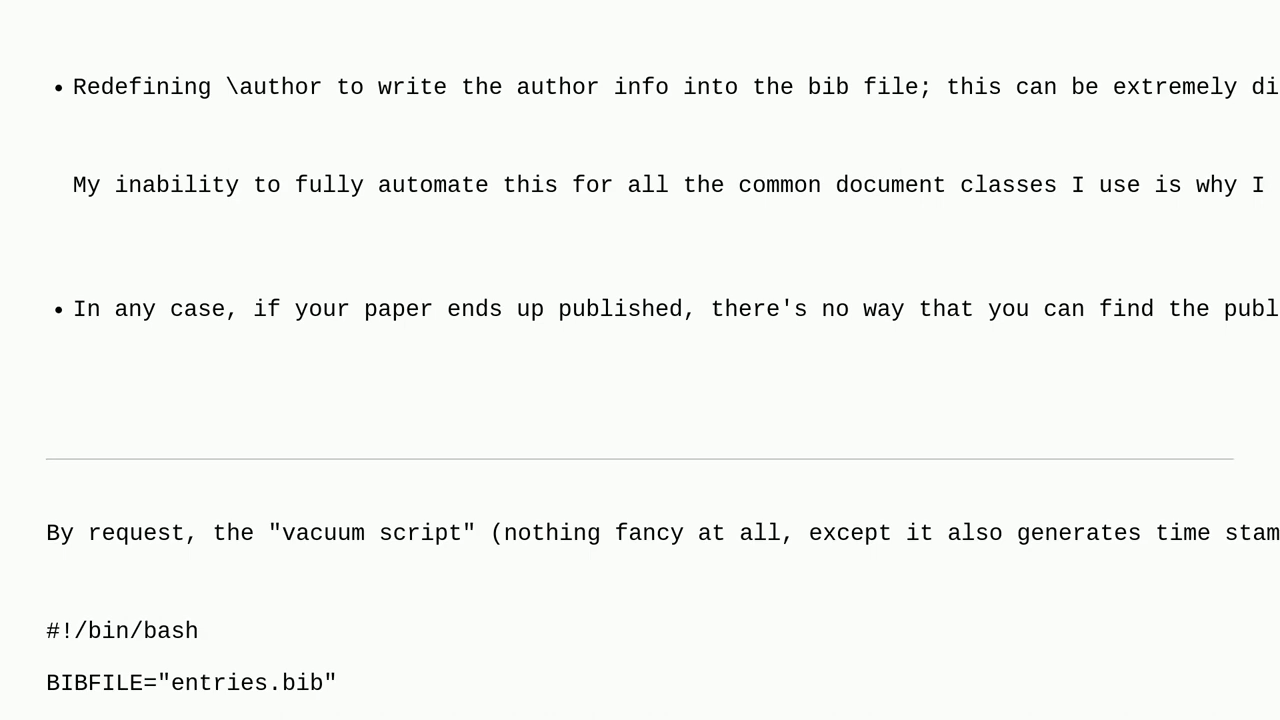 • Redefining \author to write the author info into the bib file; this can be extremely
My inability to fully automate this for all the common document classes I use is why I
• In any case, if your paper ends up published, there's no way that you can find the
By request, the "vacuum script" (nothing fancy at all, except it also generates time
#!/bin/bash
BIBFILE="entries.bib"